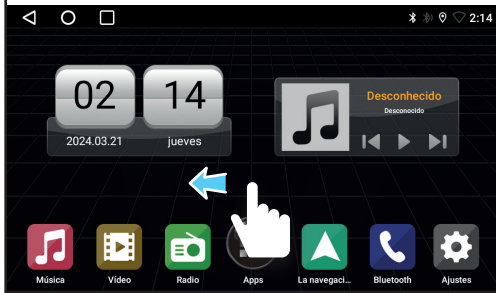 2:14
02 14
Desconhecido
Desconocido
2024.03.21 jueves
Música Vídeo Radio Apps La navegaci... Bluetooth Ajustes